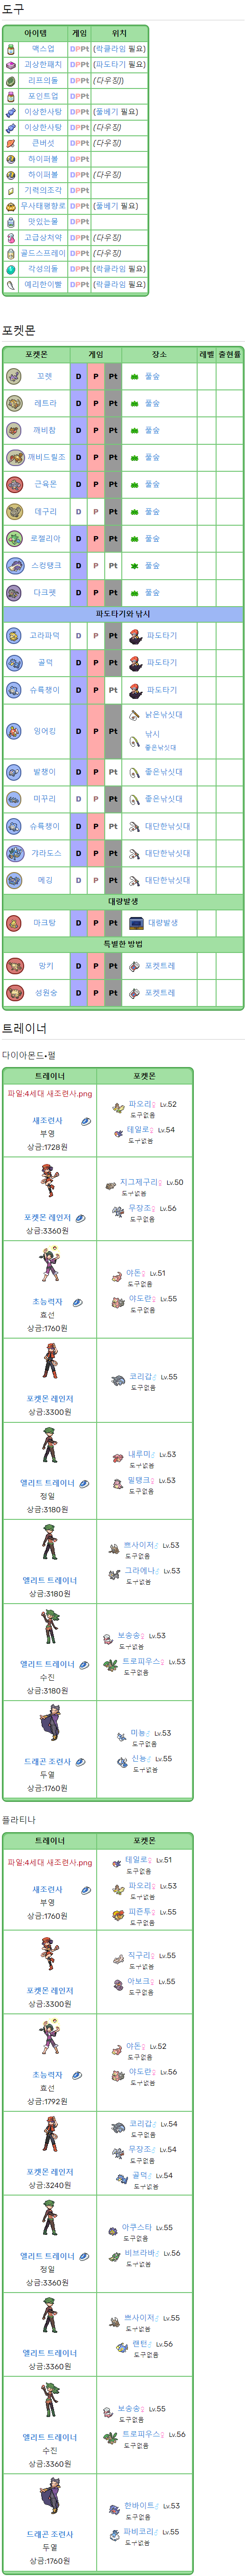 도구
아이템 게임 위치
맥스업 DPPt (락클라임 필요)
괴상한패치 DPPt (파도타기 필요)
리프의돌 DPPt (다우징)
포인트업 DPPt
이상한사탕 DPPt (풀베기 필요)
이상한사탕 DPPt (다우징)
큰버섯 DPPt (다우징)
하이퍼볼 DPPt
하이퍼볼 DPPt (다우징)
기력의조각 DPPt
무사태평향로 DPPt (풀베기 필요)
맛있는물 DPPt
고급상처약 DPPt (다우징)
골드스프레이 DPPt (다우징)
각성의돌 DPPt (락클라임 필요)
예리한이빨 DPPt (락클라임 필요)
포켓몬
포켓몬 게임 장소 레벨 출현률
꼬렛 D P Pt 풀숲
레트라 D P Pt 풀숲
깨비참 D P Pt 풀숲
깨비드릴조 D P Pt 풀숲
근육몬 D P Pt 풀숲
데구리 D P Pt 풀숲
로젤리아 D P Pt 풀숲
스컹탱크 D P Pt 풀숲
다크펫 D P Pt 풀숲
파도타기와 낚시
고라파덕 D P Pt 파도타기
골덕 D P Pt 파도타기
슈륙챙이 D P Pt 파도타기
잉어킹 D P Pt 낡은낚싯대
낚시
좋은낚싯대
발챙이 D P Pt 좋은낚싯대
미꾸리 D P Pt 좋은낚싯대
슈륙챙이 D P Pt 대단한낚싯대
갸라도스 D P Pt 대단한낚싯대
메깅 D P Pt 대단한낚싯대
대량발생
마크탕 D P Pt 대량발생
특별한 방법
망키 D P Pt 포켓트레
성원숭 D P Pt 포켓트레
트레이너
다이아몬드•펄
트레이너 포켓몬
파일:4세대 새조련사.png
새조련사
부영
상금:1728원
파오리♀ Lv.52
도구없음
테일로♀ Lv.54
도구없음
포켓몬 레인저
상금:3360원
지그제구리♀ Lv.50
도구없음
무장조♀ Lv.56
도구없음
초능력자
효선
상금:1760원
야돈♀ Lv.51
도구없음
야도란♀ Lv.55
도구없음
포켓몬 레인저
상금:3300원
코리갑♂ Lv.55
도구없음
엘리트 트레이너
정일
상금:3180원
내루미♂ Lv.53
도구없음
밀탱크♀ Lv.53
도구없음
엘리트 트레이너
상금:3180원
쁘사이저♂ Lv.53
도구없음
그라에나♂ Lv.53
도구없음
엘리트 트레이너
수진
상금:3180원
보송송♀ Lv.53
도구없음
트로피우스♀ Lv.53
도구없음
드래곤 조련사
두열
상금:1760원
미뇽♂ Lv.53
도구없음
신뇽♂ Lv.55
도구없음
플라티나
트레이너 포켓몬
파일:4세대 새조련사.png
새조련사
부영
상금:1760원
테일로♀ Lv.51
도구없음
파오리♀ Lv.53
도구없음
피죤투♀ Lv.55
도구없음
포켓몬 레인저
상금:3300원
직구리♀ Lv.55
도구없음
아보크♀ Lv.55
도구없음
초능력자
효선
상금:1792원
야돈♀ Lv.52
도구없음
야도란♀ Lv.56
도구없음
포켓몬 레인저
상금:3240원
코리갑♂ Lv.54
도구없음
무장조♂ Lv.54
도구없음
골덕♂ Lv.54
도구없음
엘리트 트레이너
정일
상금:3360원
아쿠스타 Lv.55
도구없음
비브라바♂ Lv.56
도구없음
엘리트 트레이너
상금:3360원
쁘사이저♂ Lv.55
도구없음
랜턴♂ Lv.56
도구없음
엘리트 트레이너
수진
상금:3360원
보송송♀ Lv.55
도구없음
트로피우스♀ Lv.56
도구없음
드래곤 조련사
두열
상금:1760원
한바이트♂ Lv.53
도구없음
파비코리♂ Lv.55
도구없음